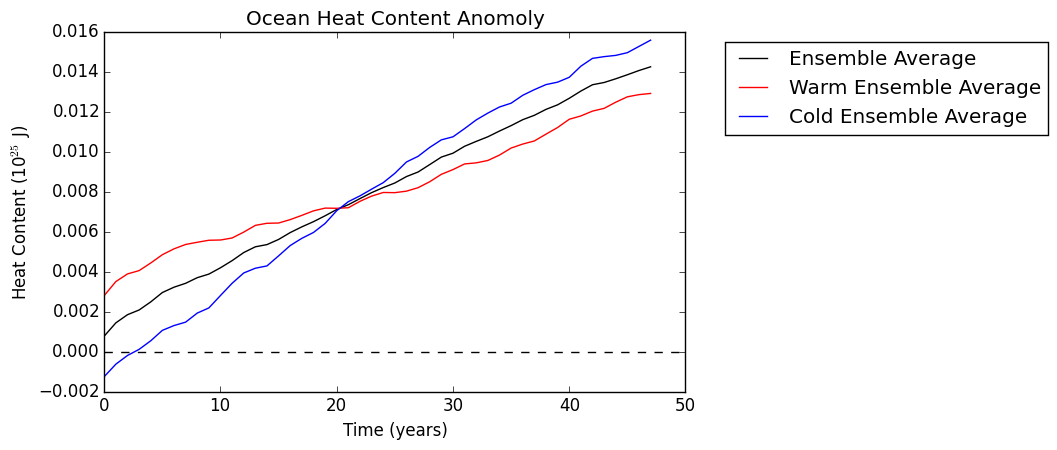 Ocean Heat Content Anomoly
0.016
0.014
0.012
0.010
0.008
0.006
0.004
0.002
0.000
−0.002
Heat Content (10²⁵ J)
0 10 20 30 40 50
Time (years)
Ensemble Average
Warm Ensemble Average
Cold Ensemble Average